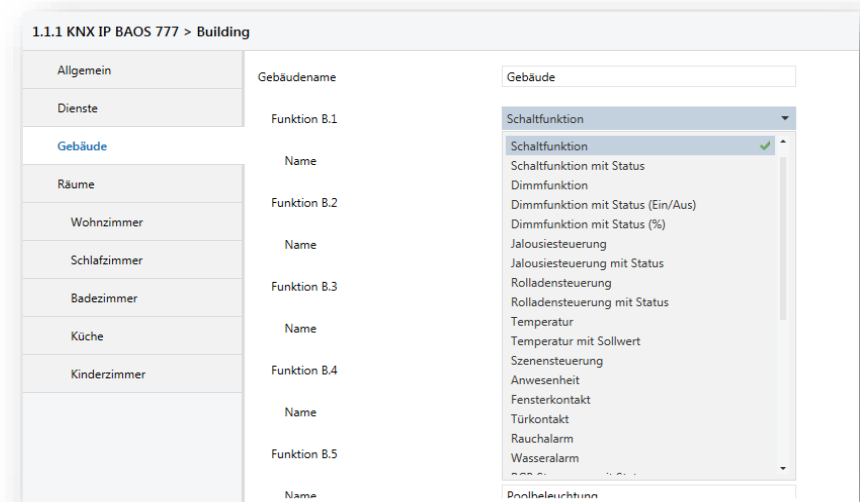 1.1.1 KNX IP BAOS 777 > Building
Allgemein
Dienste
Gebäude
Räume
Wohnzimmer
Schlafzimmer
Badezimmer
Küche
Kinderzimmer
Gebäudename Gebäude
Funktion B.1 Schaltfunktion
Schaltfunktion
Schaltfunktion mit Status
Dimmfunktion
Dimmfunktion mit Status (Ein/Aus)
Dimmfunktion mit Status (%)
Jalousiesteuerung
Jalousiesteuerung mit Status
Rolladensteuerung
Rolladensteuerung mit Status
Temperatur
Temperatur mit Sollwert
Szenensteuerung
Anwesenheit
Fensterkontakt
Türkontakt
Rauchalarm
Wasseralarm
Name
Funktion B.2
Name
Funktion B.3
Name
Funktion B.4
Name
Funktion B.5
Name Poolbeleuchtung